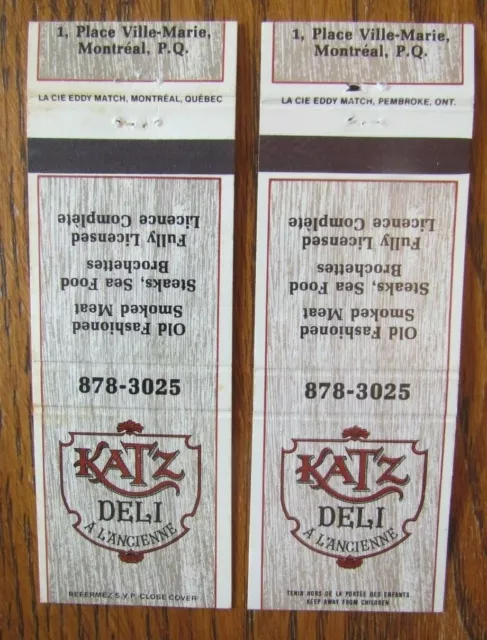 1, Place Ville-Marie,
Montréal, P.Q.
LA CIE EDDY MATCH, MONTRÉAL, QUÉBEC
Old Fashioned
Smoked Meat
Steaks, Sea Food
Brochettes
Fully Licensed
Licence Complète
878-3025
KATZ
DELI
À L'ANCIENNE
REFERMEZ S.V.P. CLOSE COVER
1, Place Ville-Marie,
Montréal, P.Q.
LA CIE EDDY MATCH, PEMBROKE, ONT.
Old Fashioned
Smoked Meat
Steaks, Sea Food
Brochettes
Fully Licensed
Licence Complète
878-3025
KATZ
DELI
À L'ANCIENNE
TENIR HORS DE LA PORTÉE DES ENFANTS
KEEP AWAY FROM CHILDREN